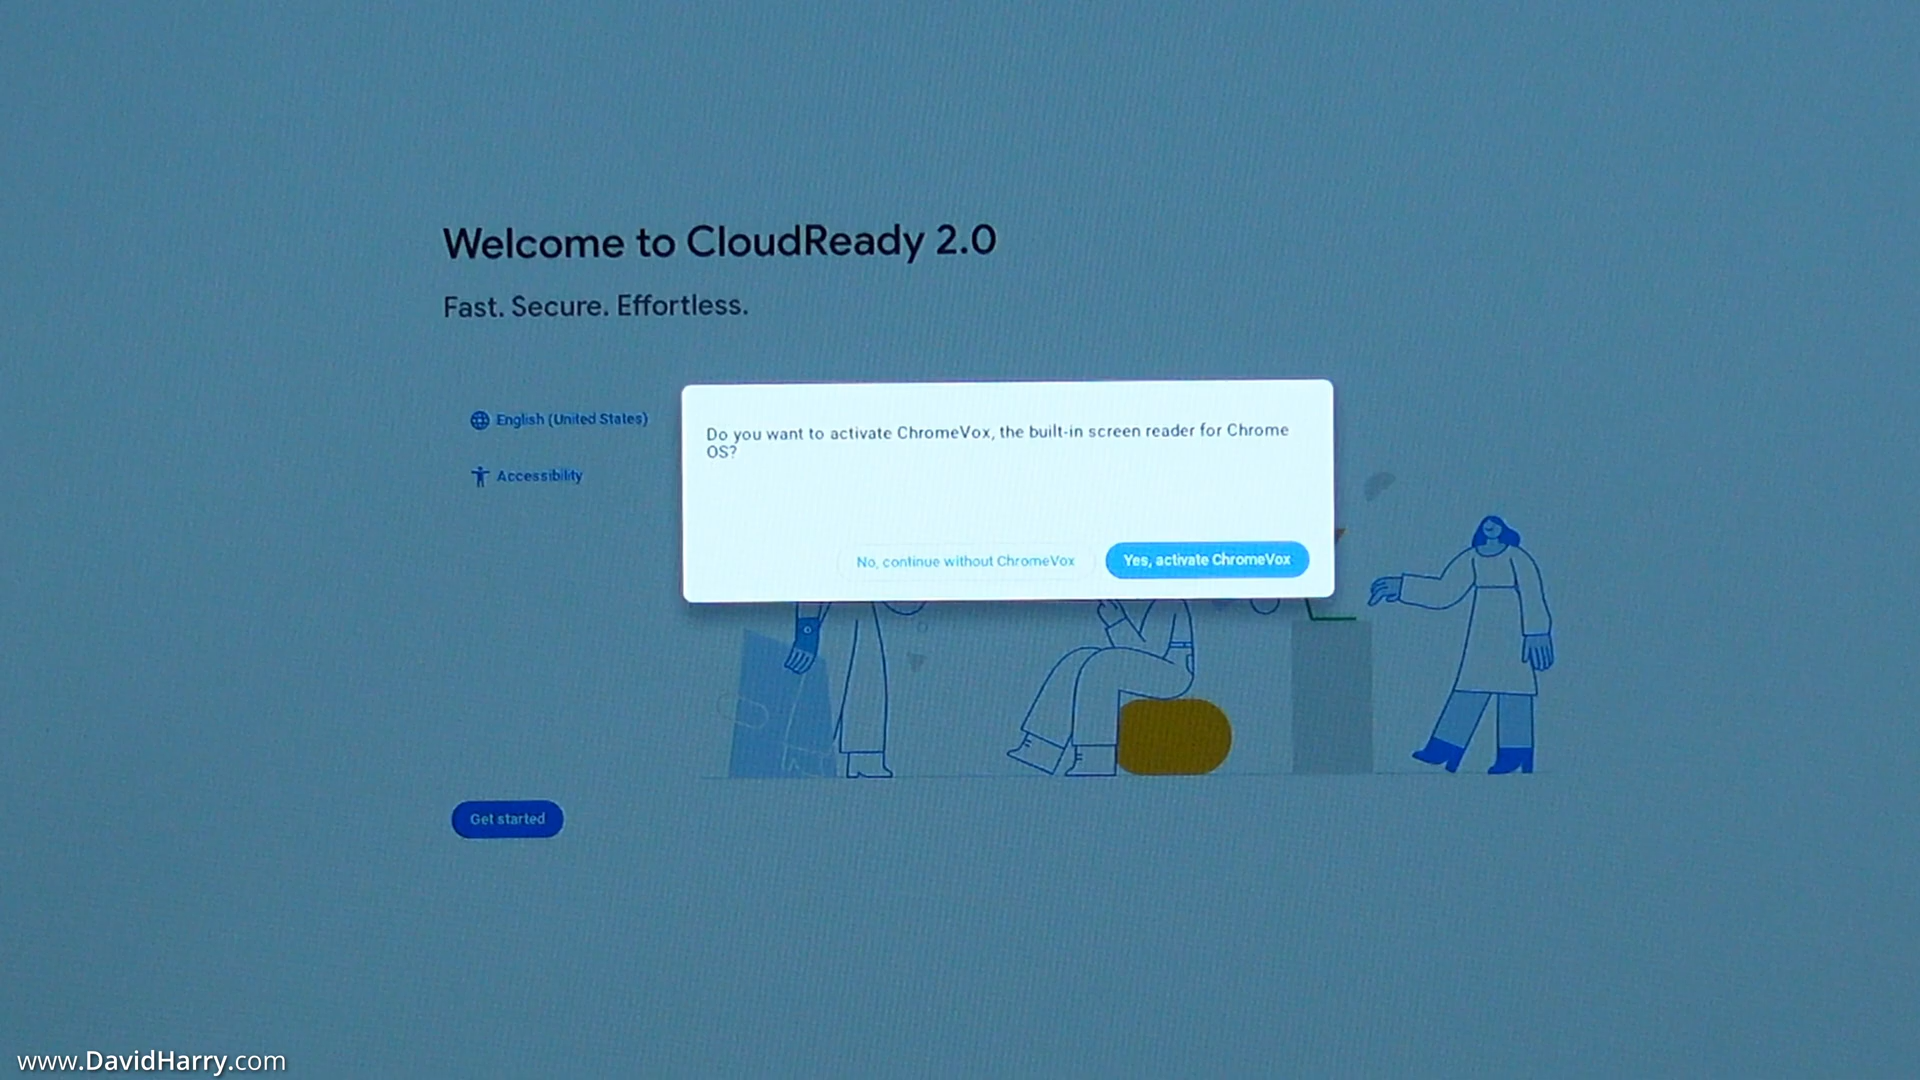 Welcome to CloudReady 2.0
Fast. Secure. Effortless.
English (United States)
Accessibility
Do you want to activate ChromeVox, the built-in screen reader for Chrome
OS?
No, continue without ChromeVox
Yes, activate ChromeVox
Get started
www.DavidHarry.com